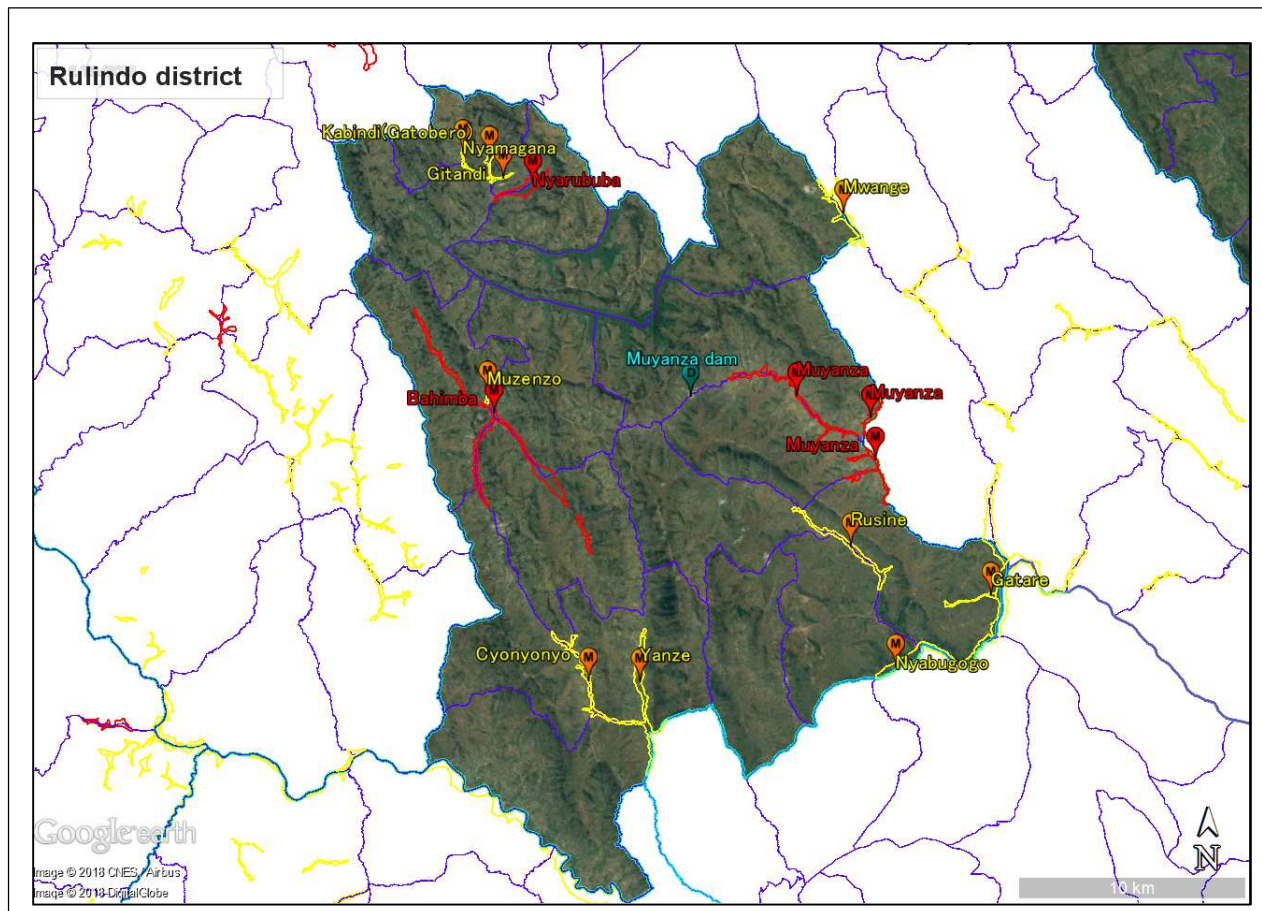 Rulindo district
Kabindi(Gatobero)
Nyamagana
Gitandi
Nyarububa
Mwange
Muyanza dam
Muyanza
Muzenzo
Bahimba
Muyanza
Muyanza
Rusine
Gatare
Cyonyonyo
Yanze
Nyabugogo
Google earth
Image © 2018 CNES / Airbus
Image © 2018 DigitalGlobe
N
10 km
M
M
M
M
D
M
M
M
M
M
M
M
M